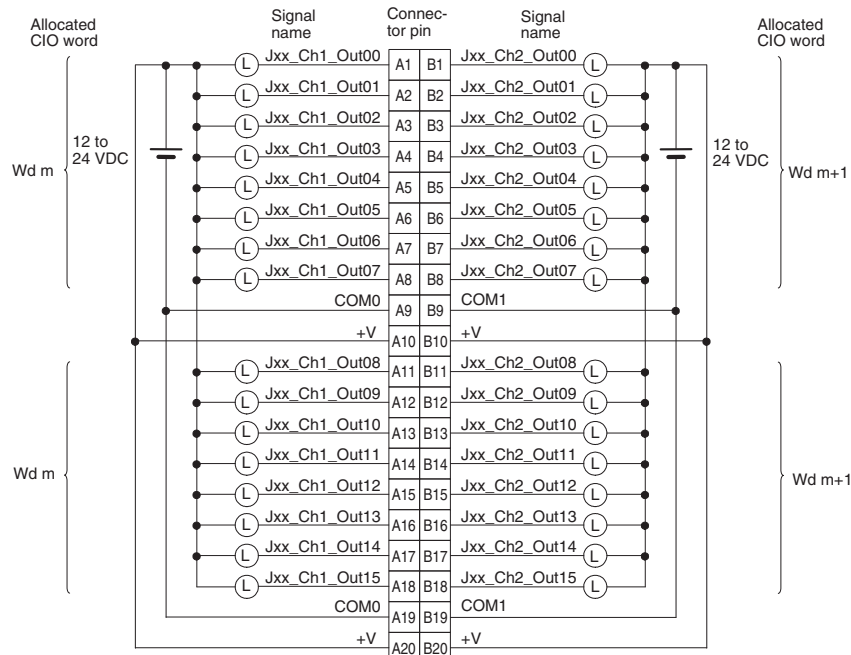 Allocated
CIO word
Signal
name
Connec-
tor pin
Signal
name
Allocated
CIO word
Jxx_Ch1_Out00 A1 B1 Jxx_Ch2_Out00
L L
Jxx_Ch1_Out01 A2 B2 Jxx_Ch2_Out01
L L
Jxx_Ch1_Out02 A3 B3 Jxx_Ch2_Out02
L L
12 to
24 VDC
Jxx_Ch1_Out03 A4 B4 Jxx_Ch2_Out03
L L
12 to
24 VDC
Wd m
Wd m+1
Jxx_Ch1_Out04 A5 B5 Jxx_Ch2_Out04
L L
Jxx_Ch1_Out05 A6 B6 Jxx_Ch2_Out05
L L
Jxx_Ch1_Out06 A7 B7 Jxx_Ch2_Out06
L L
Jxx_Ch1_Out07 A8 B8 Jxx_Ch2_Out07
L L
COM0 A9 B9 COM1
+V A10 B10 +V
Jxx_Ch1_Out08 A11 B11 Jxx_Ch2_Out08
L L
Jxx_Ch1_Out09 A12 B12 Jxx_Ch2_Out09
L L
Jxx_Ch1_Out10 A13 B13 Jxx_Ch2_Out10
L L
Jxx_Ch1_Out11 A14 B14 Jxx_Ch2_Out11
L L
Wd m
Wd m+1
Jxx_Ch1_Out12 A15 B15 Jxx_Ch2_Out12
L L
Jxx_Ch1_Out13 A16 B16 Jxx_Ch2_Out13
L L
Jxx_Ch1_Out14 A17 B17 Jxx_Ch2_Out14
L L
Jxx_Ch1_Out15 A18 B18 Jxx_Ch2_Out15
L L
COM0 A19 B19 COM1
+V A20 B20 +V